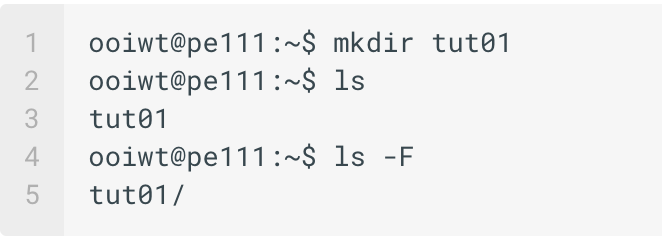 1 ooiwt@pe111:~$ mkdir tut01
2 ooiwt@pe111:~$ ls
3 tut01
4 ooiwt@pe111:~$ ls -F
5 tut01/